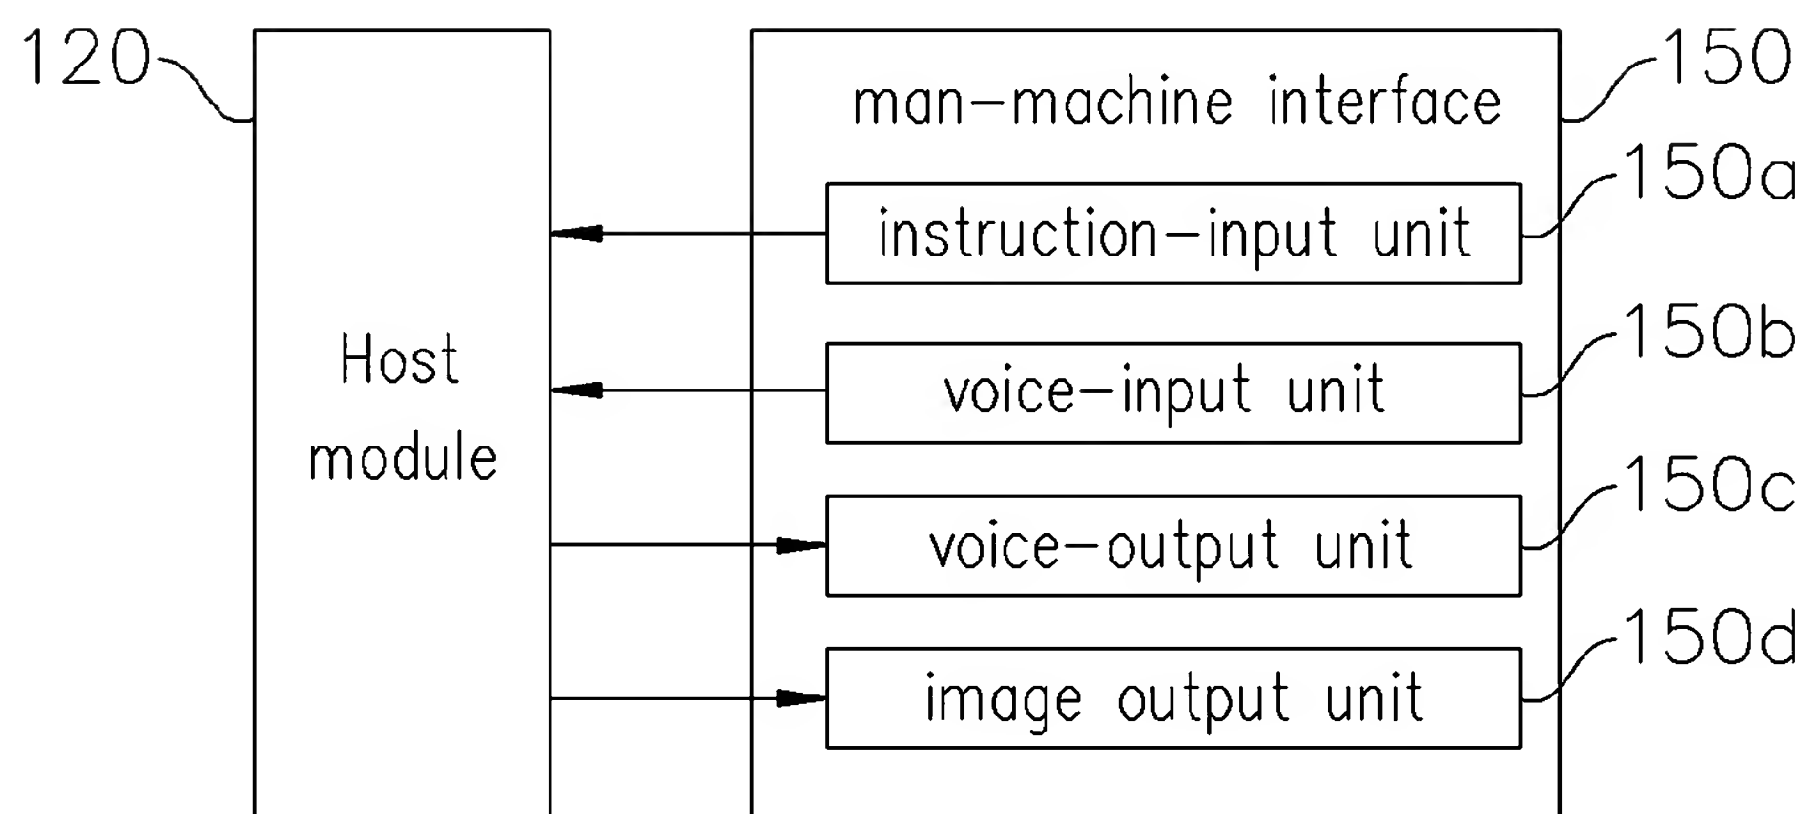 120
150
man-machine interface
150a
instruction-input unit
150b
Host
voice-input unit
module
150c
voice-output unit
150d
image output unit